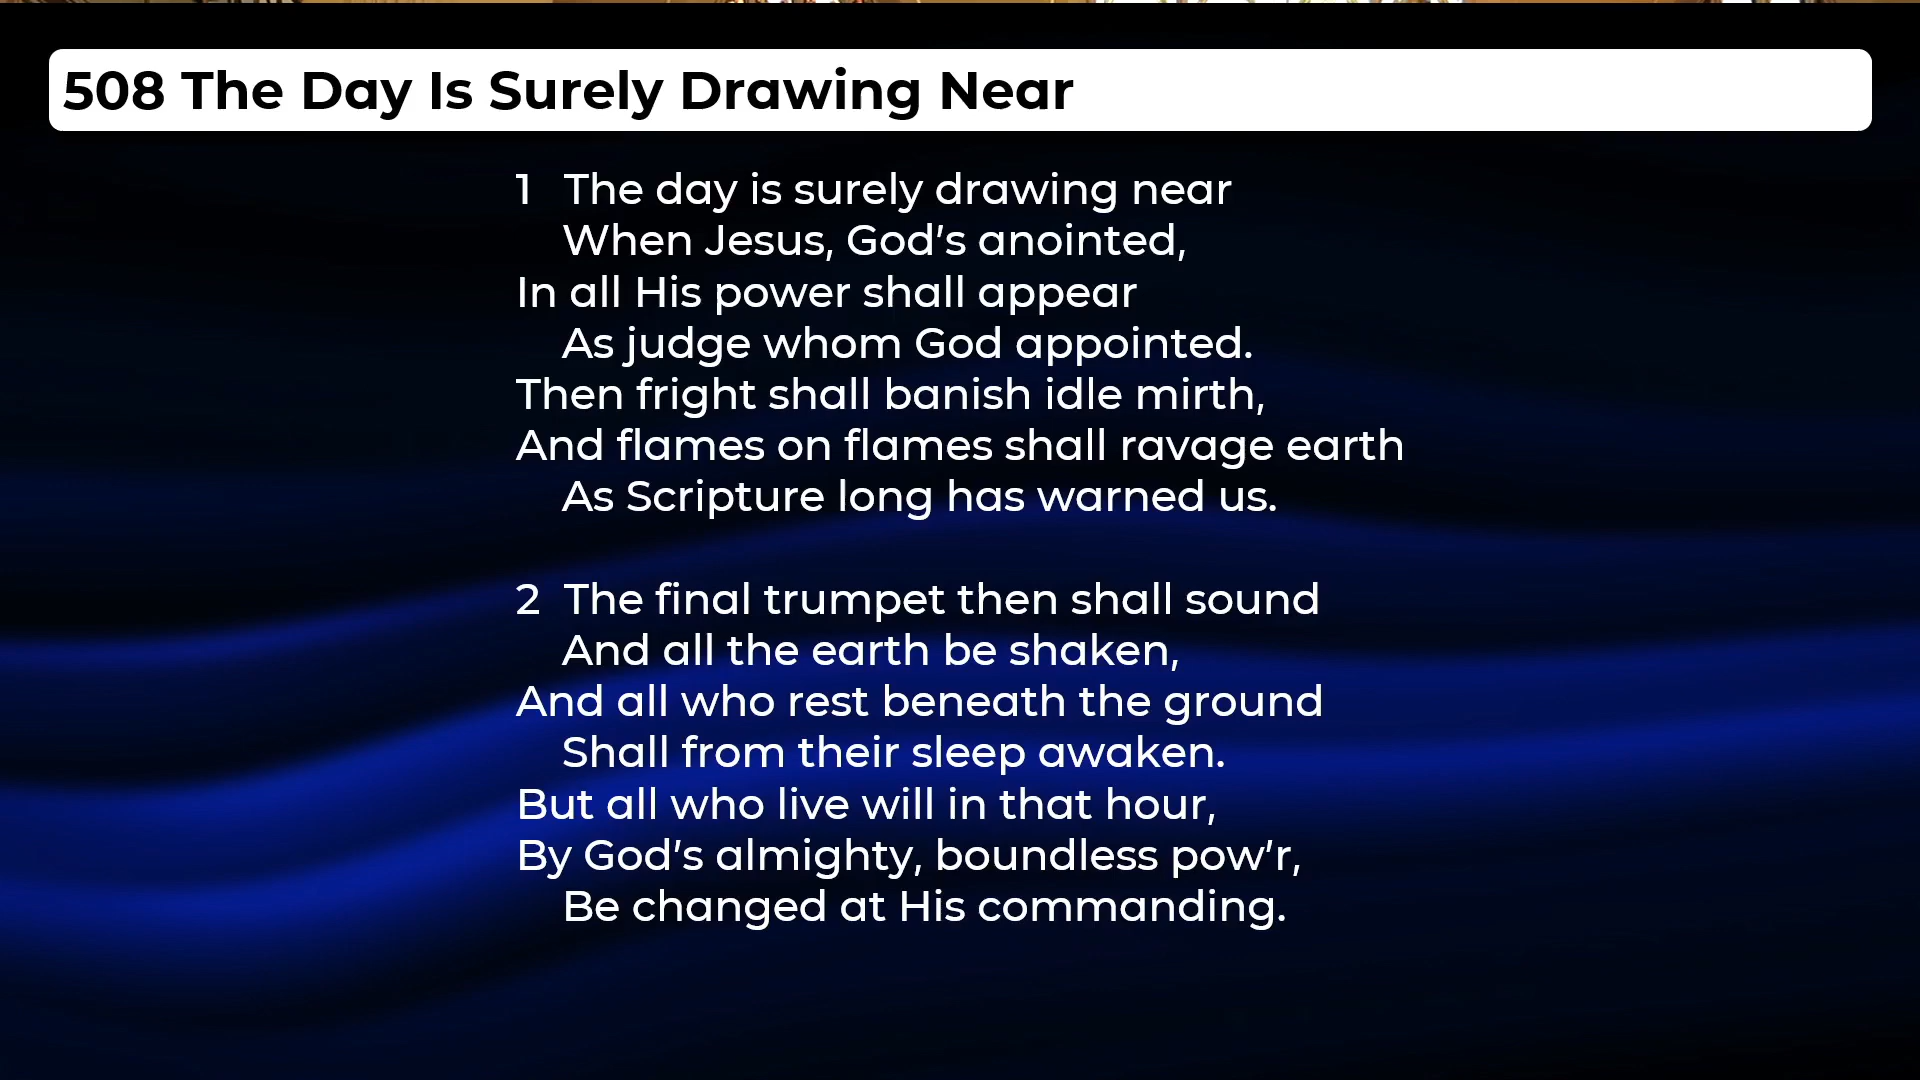 508 The Day Is Surely Drawing Near
1 The day is surely drawing near
When Jesus, God's anointed,
In all His power shall appear
As judge whom God appointed.
Then fright shall banish idle mirth,
And flames on flames shall ravage earth
As Scripture long has warned us.
2 The final trumpet then shall sound
And all the earth be shaken,
And all who rest beneath the ground
Shall from their sleep awaken.
But all who live will in that hour,
By God's almighty, boundless pow'r,
Be changed at His commanding.